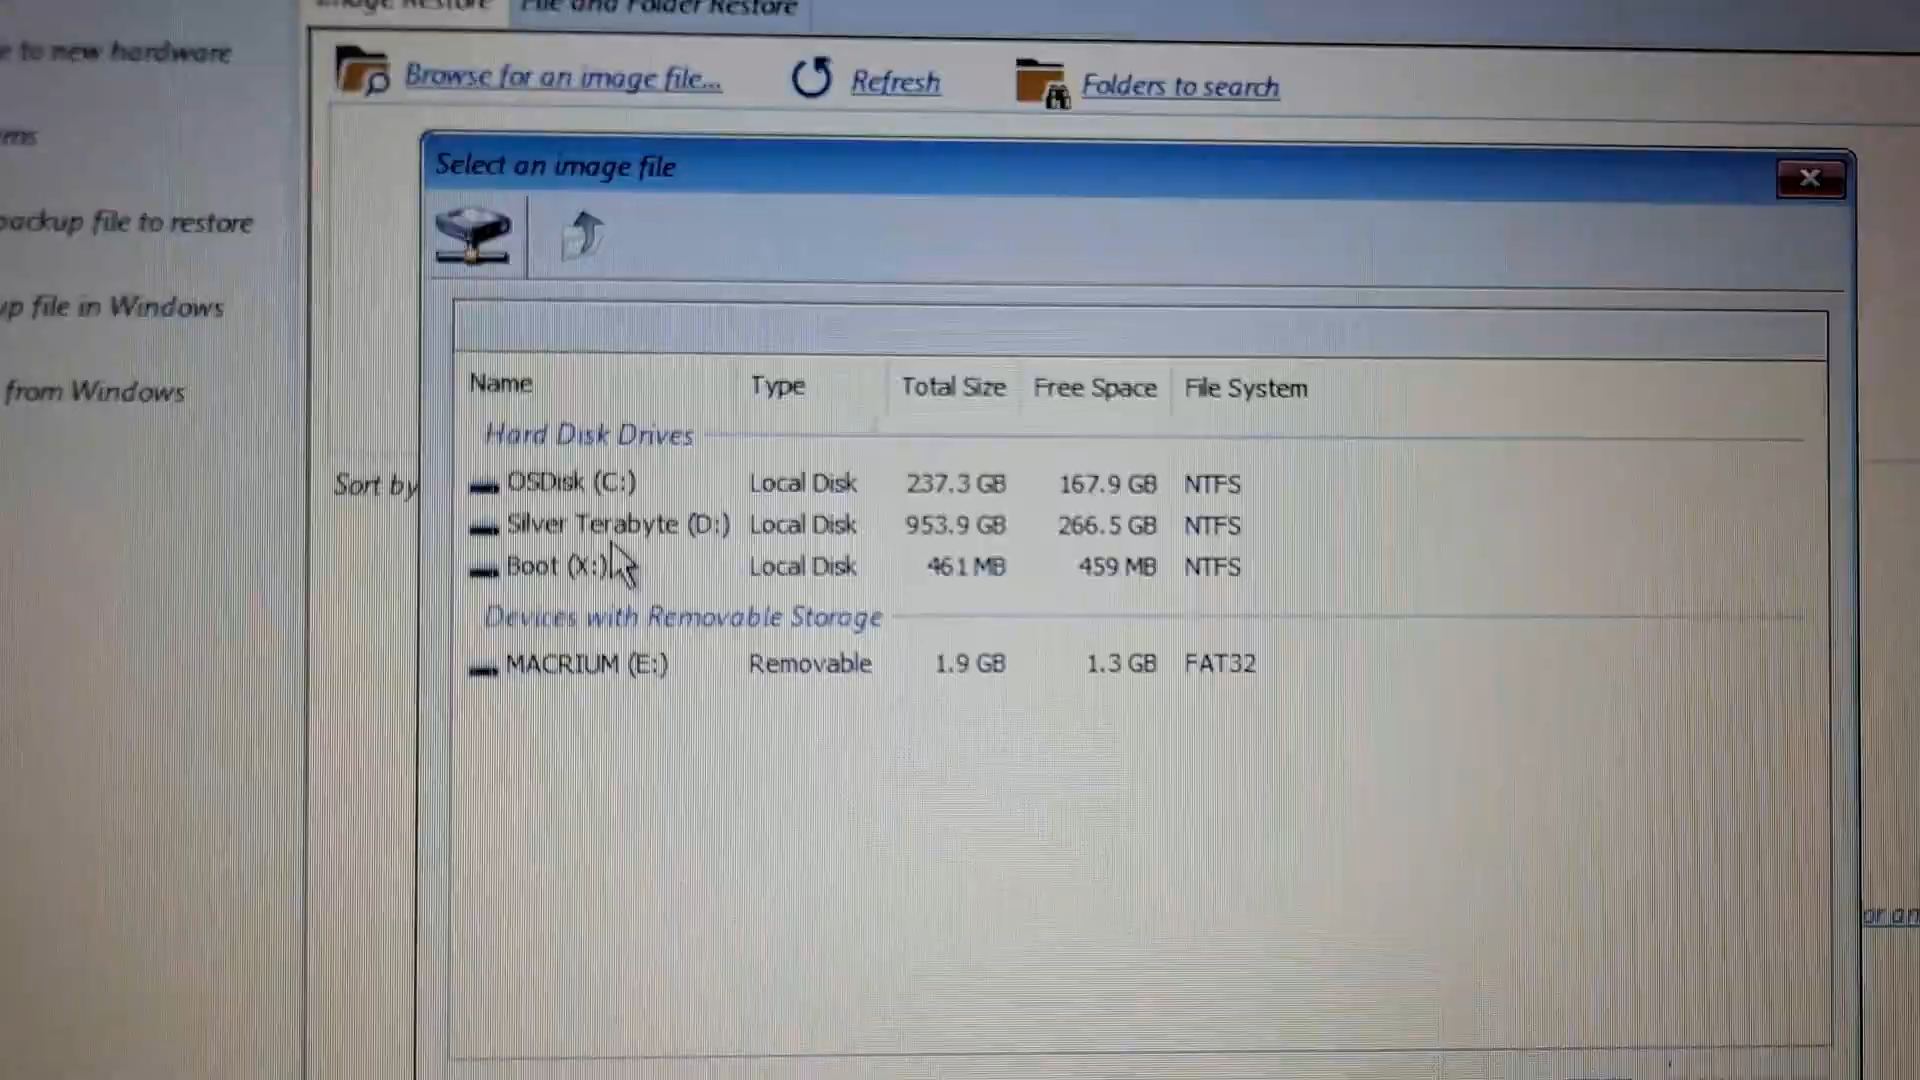 Image Restore File and Folder Restore
e to new hardware
Browse for an image file... Refresh Folders to search
ms
Select an image file
backup file to restore
up file in Windows
from Windows
Name Type Total Size Free Space File System
Hard Disk Drives
Sort by
OSDisk (C:) Local Disk 237.3 GB 167.9 GB NTFS
Silver Terabyte (D:) Local Disk 953.9 GB 266.5 GB NTFS
Boot (X:) Local Disk 461 MB 459 MB NTFS
Devices with Removable Storage
MACRIUM (E:) Removable 1.9 GB 1.3 GB FAT32
or an